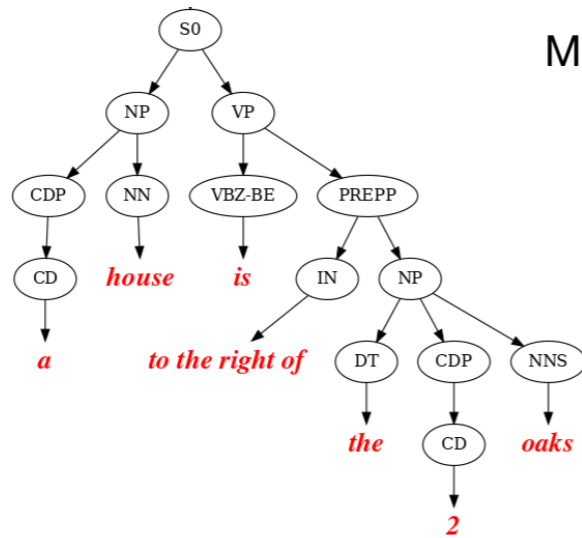 S0
M
NP VP
CDP NN VBZ-BE PREPP
CD house is IN NP
a to the right of DT CDP NNS
the CD oaks
2